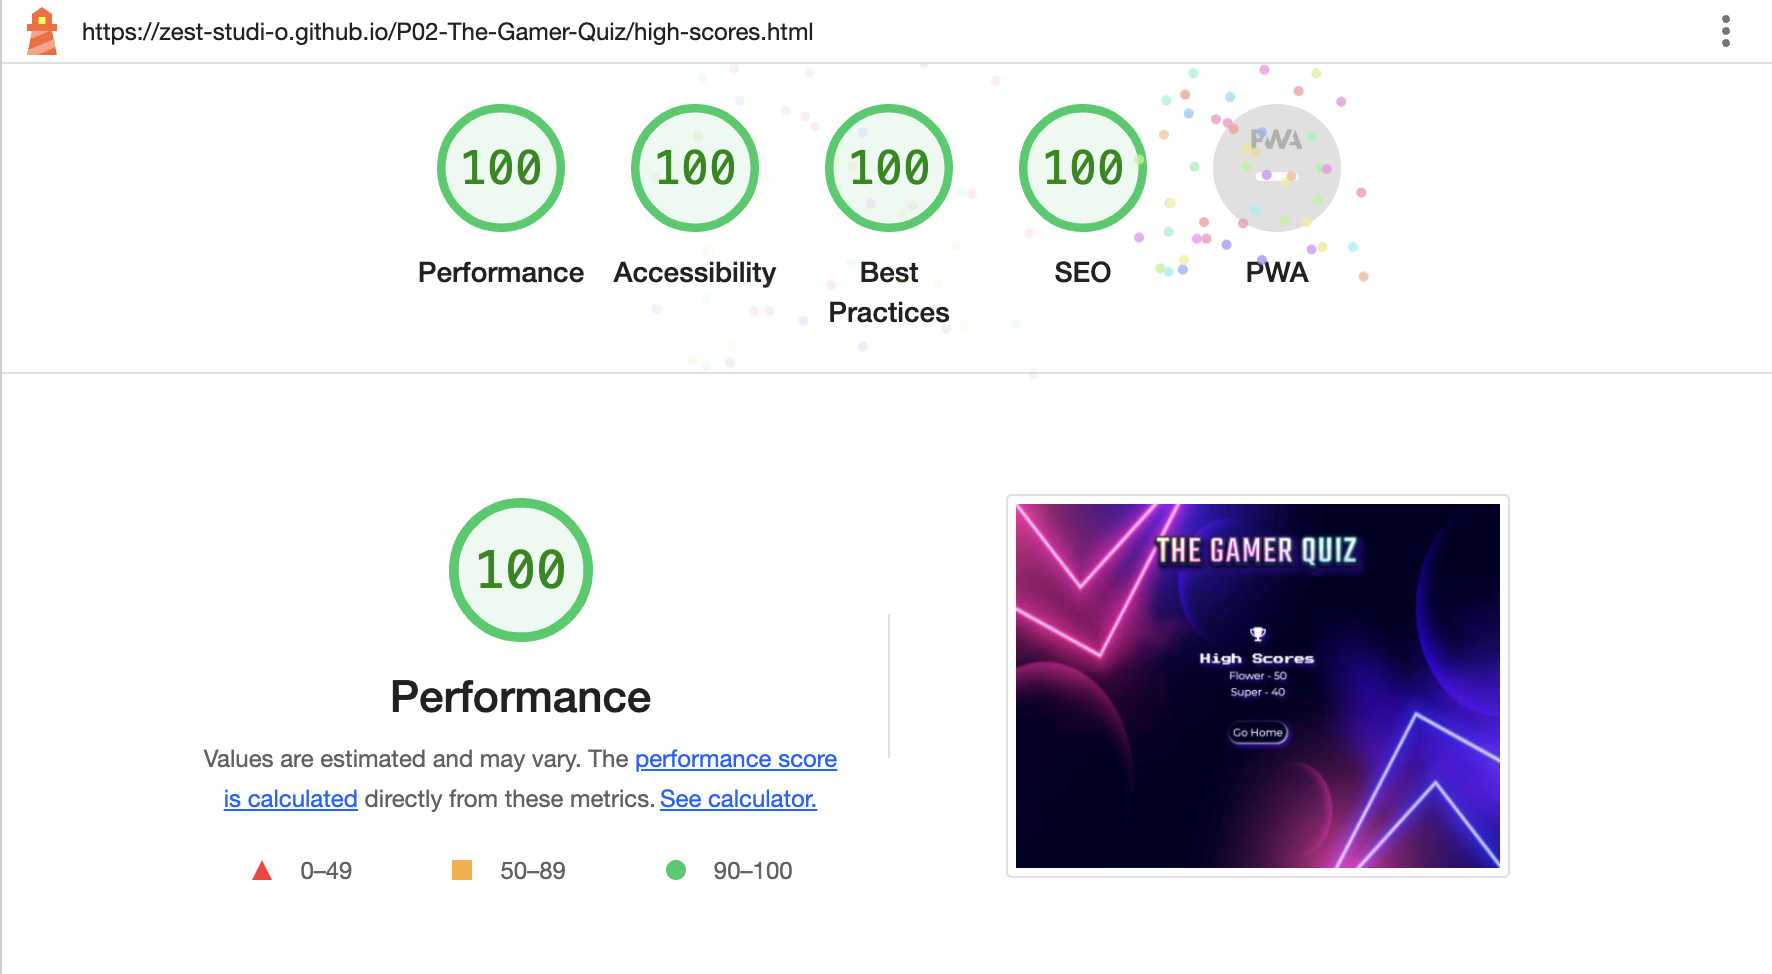 https://zest-studi-o.github.io/P02-The-Gamer-Quiz/high-scores.html
100
100
100
100
PWA
Performance
Accessibility
Best
Practices
SEO
PWA
100
Performance
Values are estimated and may vary. The performance score
is calculated directly from these metrics. See calculator.
0–49
50–89
90–100
THE GAMER QUIZ
High Scores
Flower - 50
Super - 40
Go Home